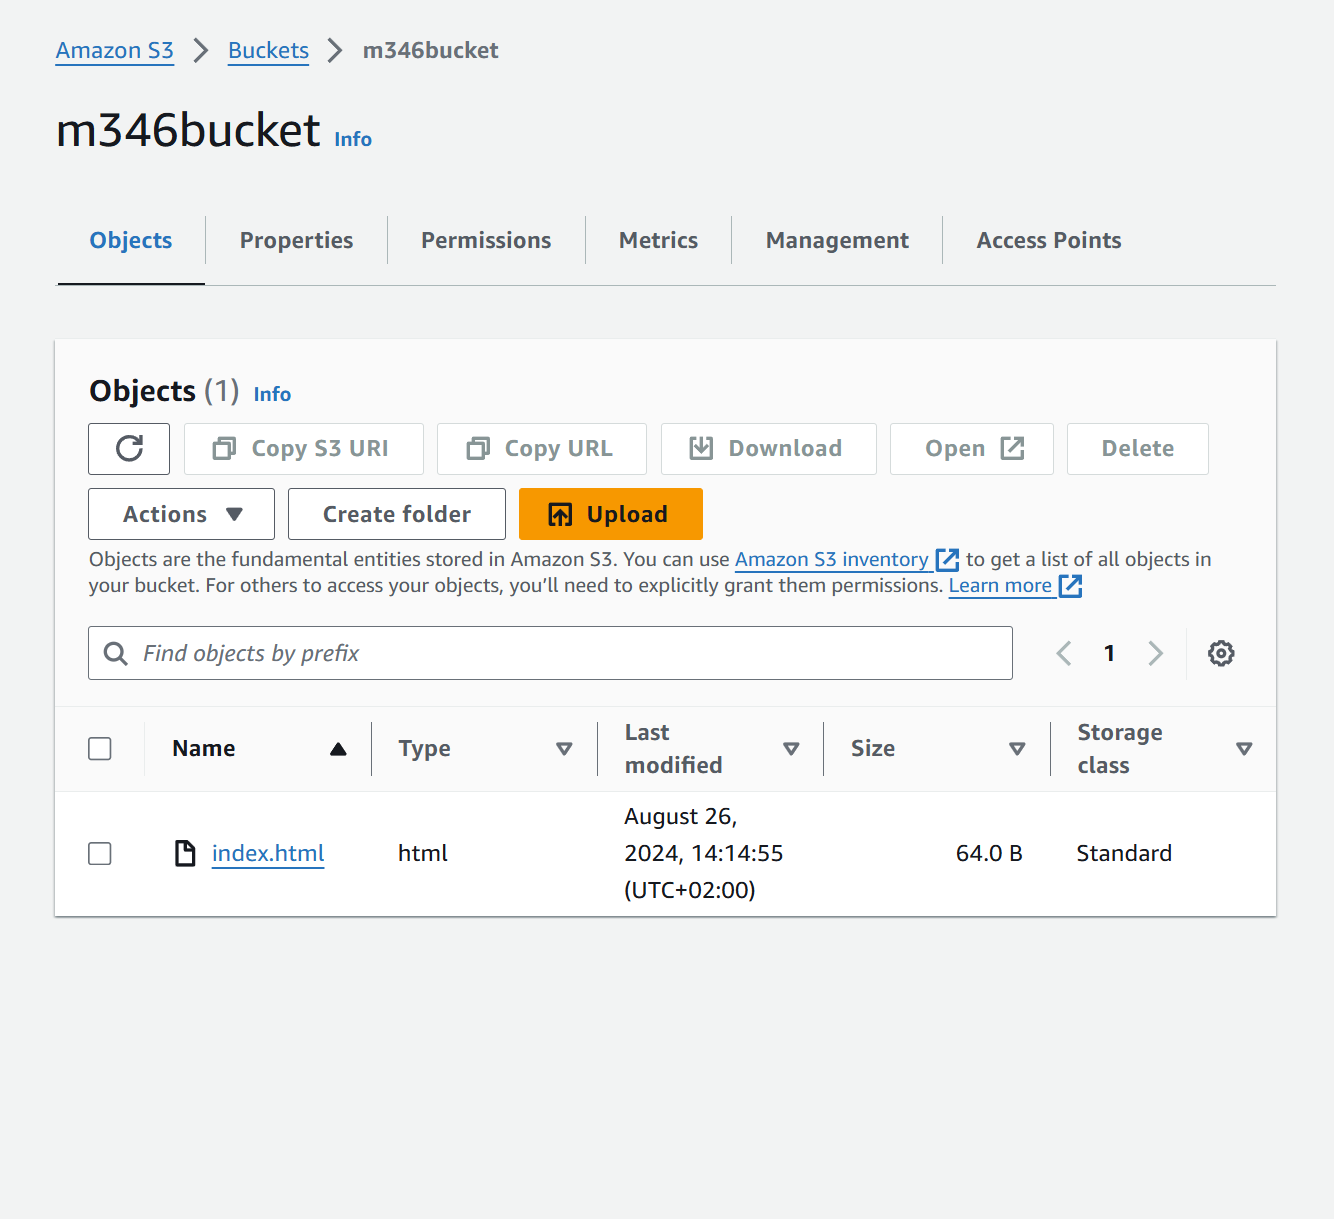 Amazon S3 > Buckets > m346bucket
m346bucket Info
Objects Properties Permissions Metrics Management Access Points
Objects (1) Info
Copy S3 URI Copy URL Download Open Delete
Actions Create folder Upload
Objects are the fundamental entities stored in Amazon S3. You can use Amazon S3 inventory to get a list of all objects in
your bucket. For others to access your objects, you’ll need to explicitly grant them permissions. Learn more
Find objects by prefix 1
Name Type Last modified Size Storage class
index.html html August 26, 2024, 14:14:55 (UTC+02:00) 64.0 B Standard